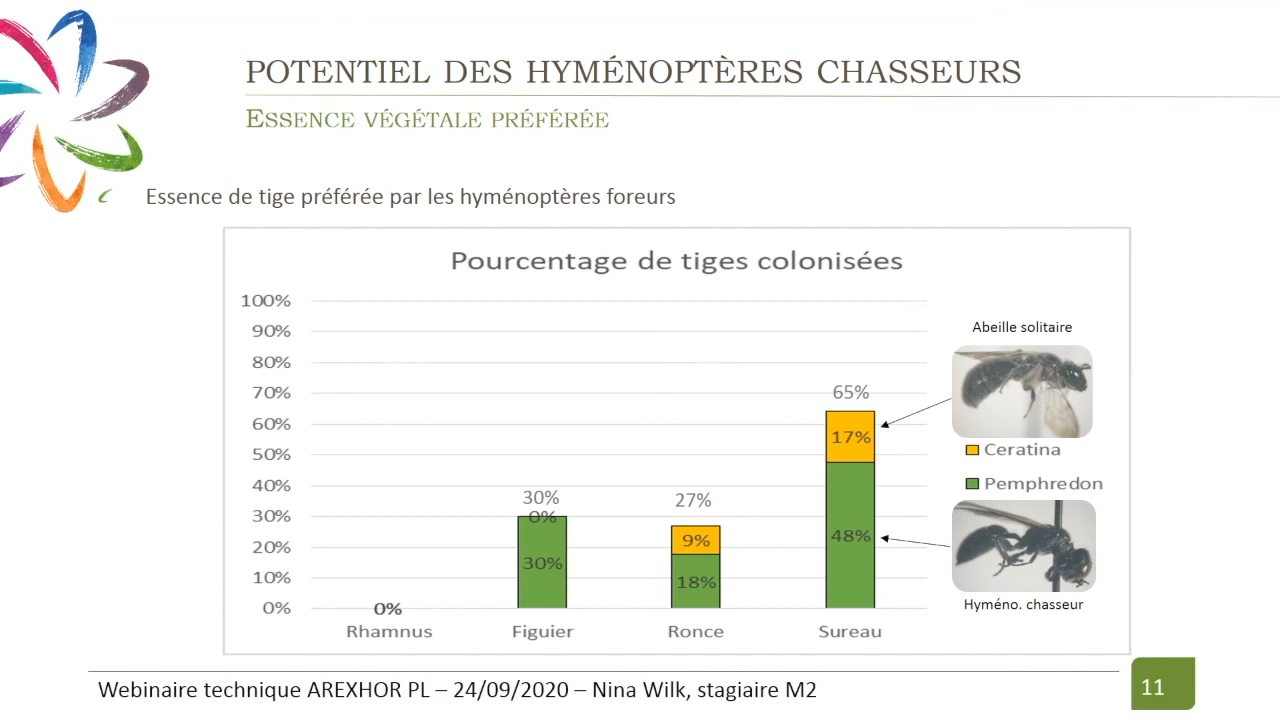 POTENTIEL DES HYMÉNOPTÈRES CHASSEURS
ESSENCE VÉGÉTALE PRÉFÉRÉE
Essence de tige préférée par les hyménoptères foreurs
Pourcentage de tiges colonisées
100%
90%
80%
70%
60%
50%
40%
30%
20%
10%
0%
0%
30%
0%
30%
27%
9%
18%
65%
17%
48%
Rhamnus
Figuier
Ronce
Sureau
Abeille solitaire
Ceratina
Pemphredon
Hyméno. chasseur
Webinaire technique AREXHOR PL – 24/09/2020 – Nina Wilk, stagiaire M2
11